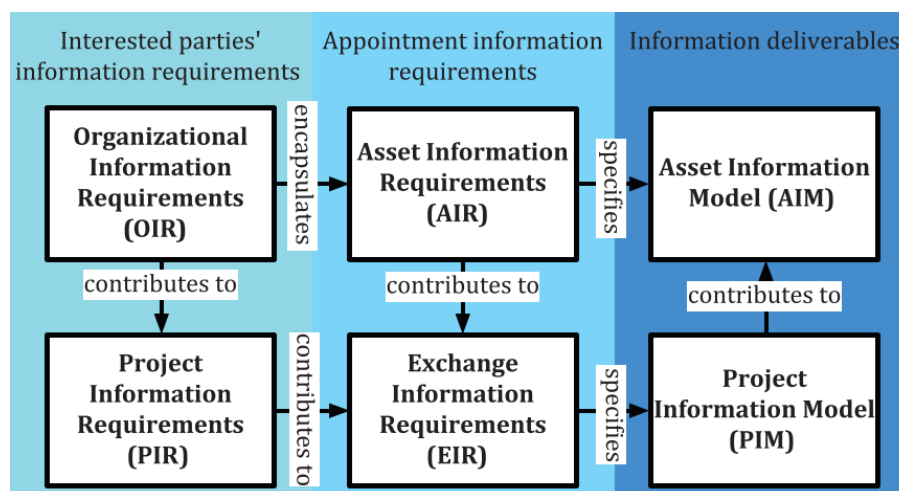 Interested parties'
information requirements
Appointment information
requirements
Information deliverables
Organizational
Information
Requirements
(OIR)
encapsulates
Asset Information
Requirements
(AIR)
specifies
Asset Information
Model (AIM)
contributes to
contributes to
contributes to
Project
Information
Requirements
(PIR)
contributes to
Exchange
Information
Requirements
(EIR)
specifies
Project
Information Model
(PIM)